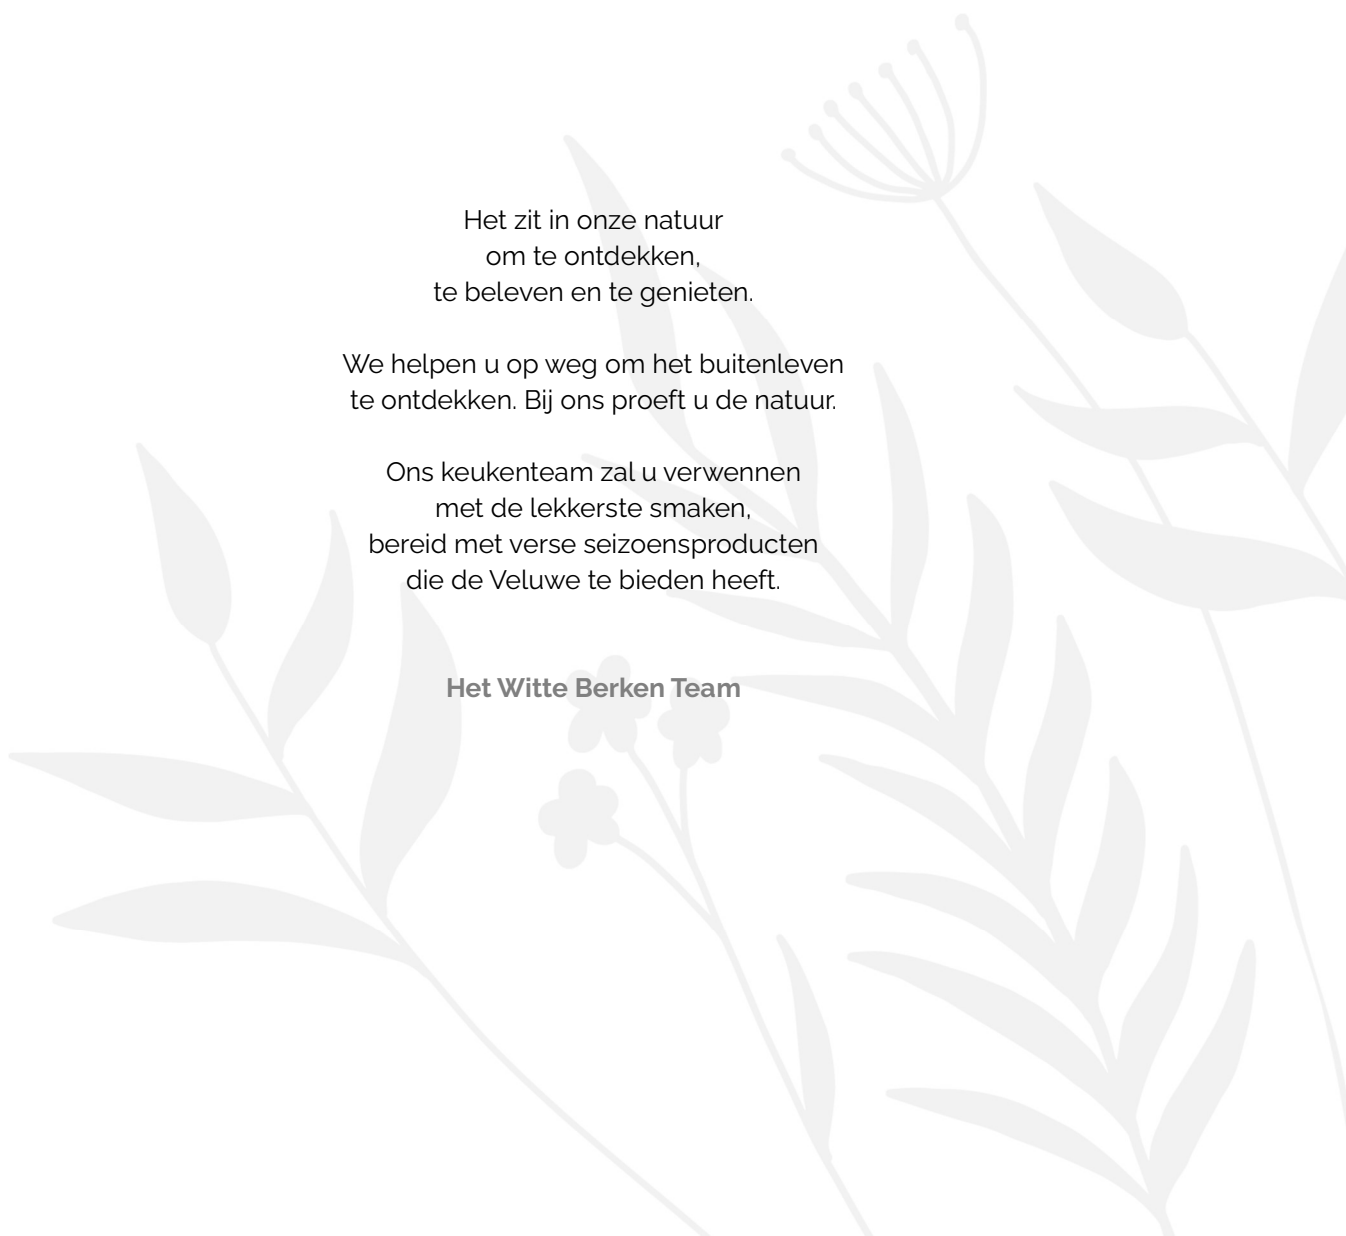 Het zit in onze natuur
om te ontdekken,
te beleven en te genieten.
We helpen u op weg om het buitenleven
te ontdekken. Bij ons proeft u de natuur.
Ons keukenteam zal u verwennen
met de lekkerste smaken,
bereid met verse seizoensproducten
die de Veluwe te bieden heeft.
Het Witte Berken Team